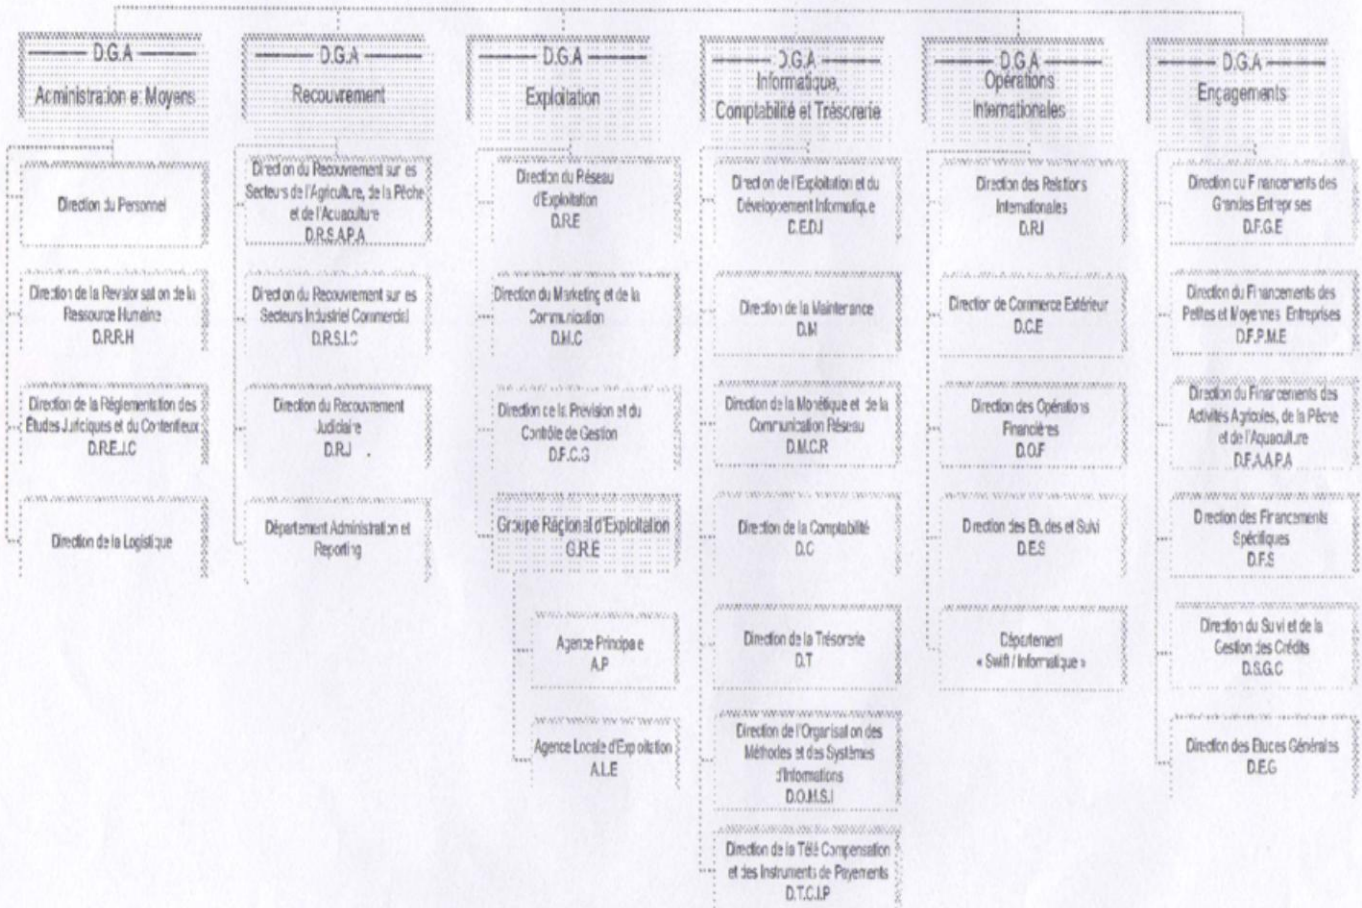 D.G.A
Administration et Moyens
Direction du Personnel
Direction de la Revalorisation de la
Ressource Humaine
D.R.R.H
Direction de la Réglementation des
Études Juridiques et du Contentieux
D.R.E.J.C
Direction de la Logistique
D.G.A
Recouvrement
Direction du Recouvrement sur les
Secteurs de l'Agriculture, de la Pêche
et de l'Aquaculture
D.R.S.A.P.A
Direction du Recouvrement sur les
Secteurs Industriel Commercial
D.R.S.I.C
Direction du Recouvrement
Judiciaire
D.R.J
Département Administration et
Reporting
D.G.A
Exploitation
Direction du Réseau
d'Exploitation
D.R.E
Direction du Marketing et de la
Communication
D.M.C
Direction de la Prévision et du
Contrôle de Gestion
Groupe Régional d'Exploitation
G.R.E
Agence Principale
A.P
Agence Locale d'Exploitation
A.L.E
D.G.A
Informatique,
Comptabilité et Trésorerie
Direction de l'Exploitation et du
Développement Informatique
Direction de la Maintenance
D.M
Direction de la Monétique et de la
Communication Réseau
D.M.C.R
Direction de la Comptabilité
D.C
Direction de la Trésorerie
D.T
Direction de l'Organisation des
Méthodes et des Systèmes
d'Informations
D.O.M.S.I
Direction de la Télé Compensation
et des Instruments de Payements
D.T.C.I.P
D.G.A
Opérations
Internationales
Direction des Relations
Internationales
D.R.I
Direction de Commerce Extérieur
D.C.E
Direction des Opérations
Financières
D.O.F
Direction des Etudes et Suivi
D.E.S
Département
« Swift / Informatique »
D.G.A
Engagements
Direction du Financements des
Grandes Entreprises
D.F.G.E
Direction du Financements des
Petites et Moyennes Entreprises
D.F.P.M.E
Direction du Financements des
Activités Agricoles, de la Pêche
et de l'Aquaculture
D.F.A.A.P.A
Direction des Financements
Spécifiques
D.F.S
Direction du Suivi et de la
Gestion des Crédits
D.S.G.C
Direction des Etudes Générales
D.E.G